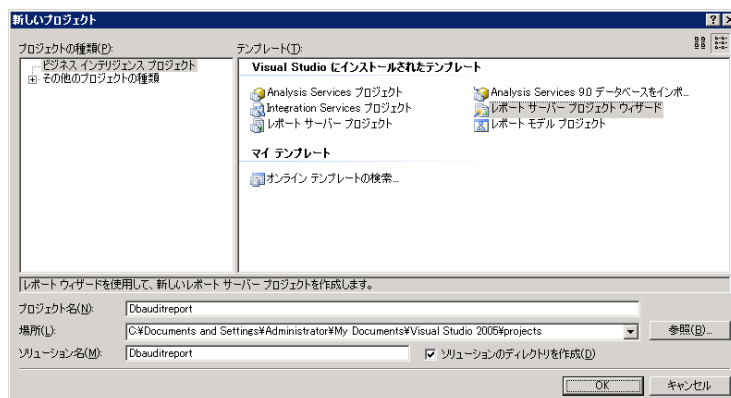 新しいプロジェクト
プロジェクトの種類(P):
テンプレート(T):
ビジネス インテリジェンス プロジェクト
その他のプロジェクトの種類
Visual Studio にインストールされたテンプレート
Analysis Services プロジェクト
Analysis Services 9.0 データベースをインポ...
Integration Services プロジェクト
レポート サーバー プロジェクト ウィザード
レポート サーバー プロジェクト
レポート モデル プロジェクト
マイ テンプレート
オンライン テンプレートの検索...
レポート ウィザードを使用して、新しいレポート サーバー プロジェクトを作成します。
プロジェクト名(N):
Dbauditreport
場所(L):
C:¥Documents and Settings¥Administrator¥My Documents¥Visual Studio 2005¥projects
参照(B)...
ソリューション名(M):
Dbauditreport
ソリューションのディレクトリを作成(D)
OK
キャンセル